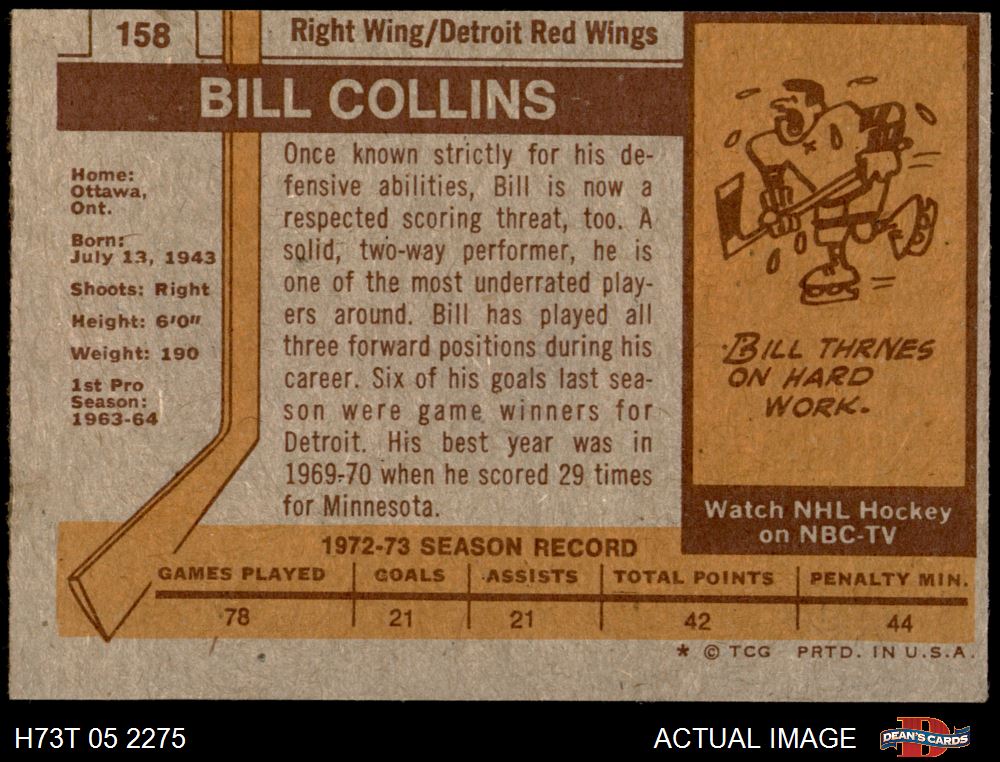 158
Right Wing/Detroit Red Wings
BILL COLLINS
Home:
Ottawa,
Ont.
Born:
July 13, 1943
Shoots: Right
Height: 6'0"
Weight: 190
1st Pro
Season:
1963-64
Once known strictly for his de-
fensive abilities, Bill is now a
respected scoring threat, too. A
solid, two-way performer, he is
one of the most underrated play-
ers around. Bill has played all
three forward positions during his
career. Six of his goals last sea-
son were game winners for
Detroit. His best year was in
1969-70 when he scored 29 times
for Minnesota.
BILL THRIVES
ON HARD
WORK.
Watch NHL Hockey
on NBC-TV
1972-73 SEASON RECORD
GAMES PLAYED GOALS ASSISTS TOTAL POINTS PENALTY MIN.
78 21 21 42 44
* © TCG PRTD. IN U.S.A.
H73T 05 2275
ACTUAL IMAGE
D
DEAN'S CARDS